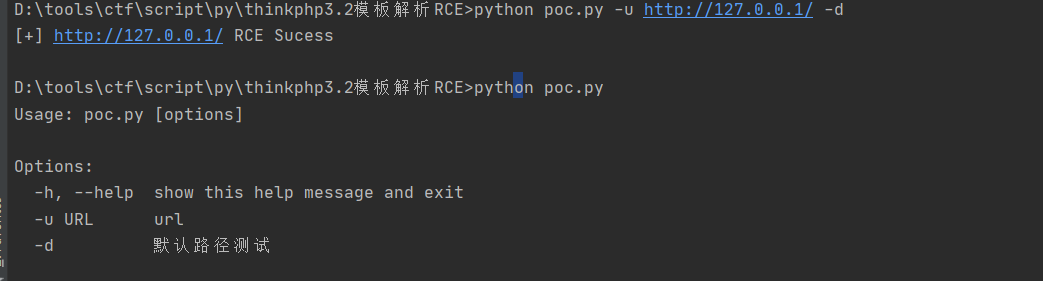 D:\tools\ctf\script\py\thinkphp3.2模板解析RCE>python poc.py -u http://127.0.0.1/ -d
[+] http://127.0.0.1/ RCE Sucess
D:\tools\ctf\script\py\thinkphp3.2模板解析RCE>python poc.py
Usage: poc.py [options]
Options:
-h, --help show this help message and exit
-u URL url
-d 默认路径测试